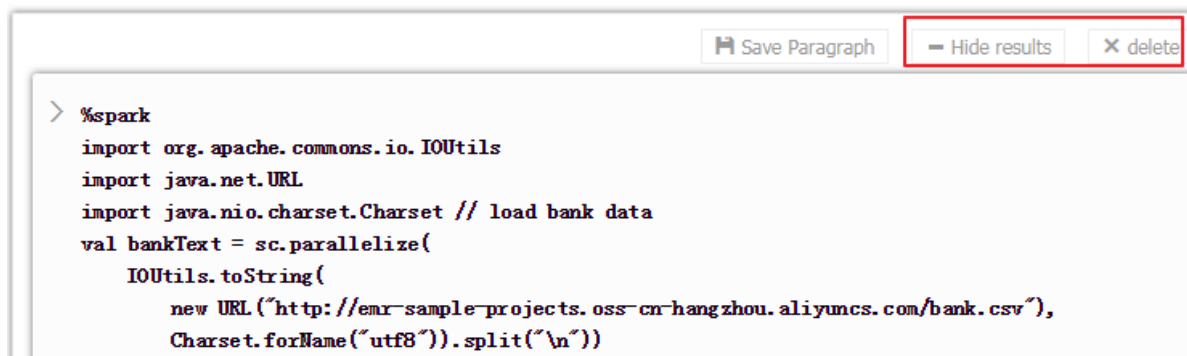 Save Paragraph Hide results delete
%spark
import org.apache.commons.io.IOUtils
import java.net.URL
import java.nio.charset.Charset // load bank data
val bankText = sc.parallelize(
IOUtils.toString(
new URL("http://emr-sample-projects.oss-cn-hangzhou.aliyuncs.com/bank.csv"),
Charset.forName("utf8")).split("\n"))